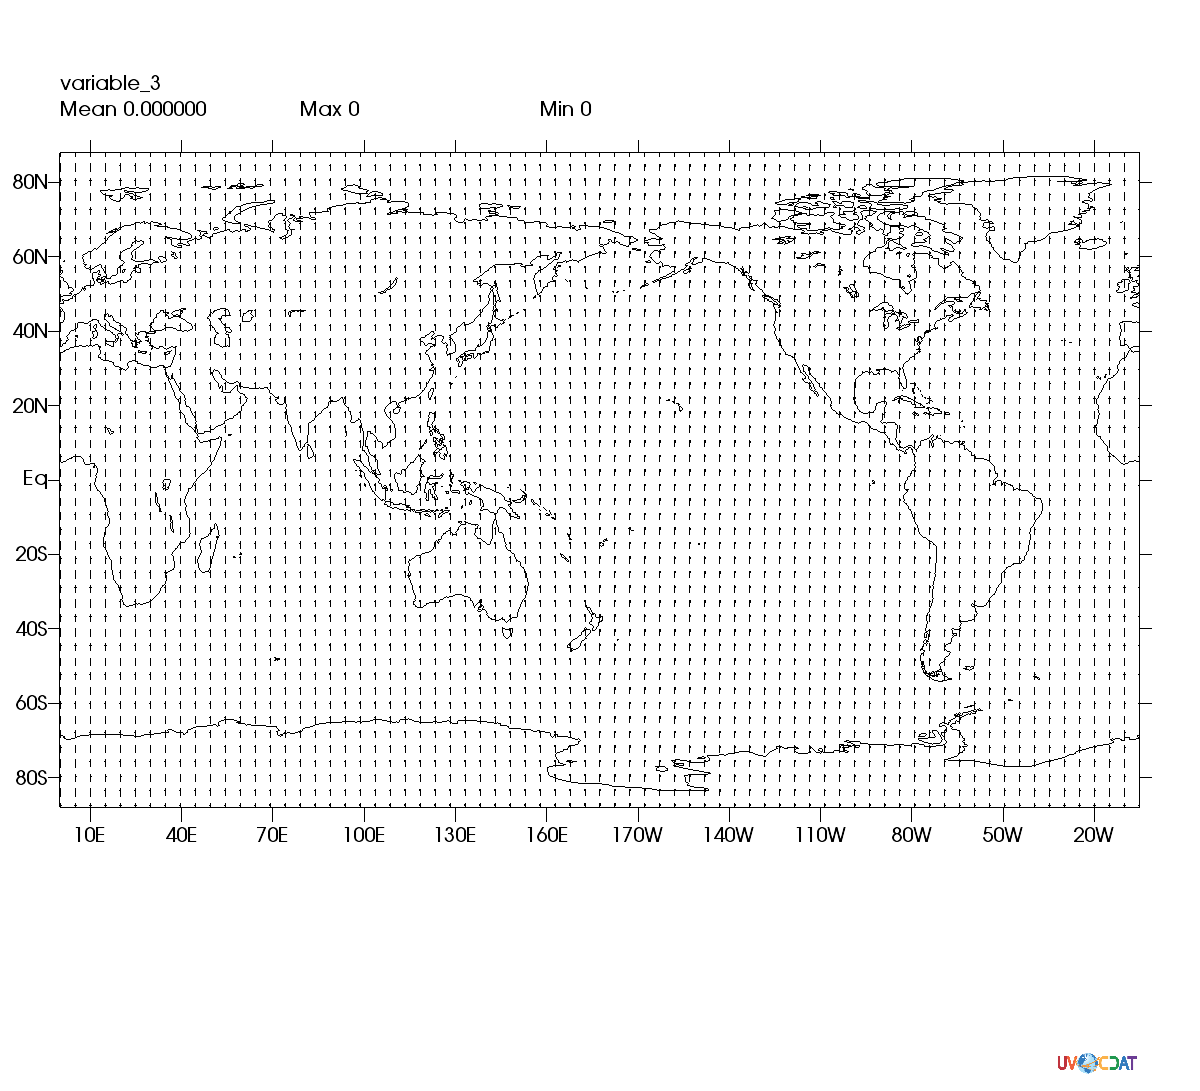 variable_3
Mean 0.000000 Max 0 Min 0
80N
60N
40N
20N
Eq
20S
40S
60S
80S
10E 40E 70E 100E 130E 160E 170W 140W 110W 80W 50W 20W
UV CDAT